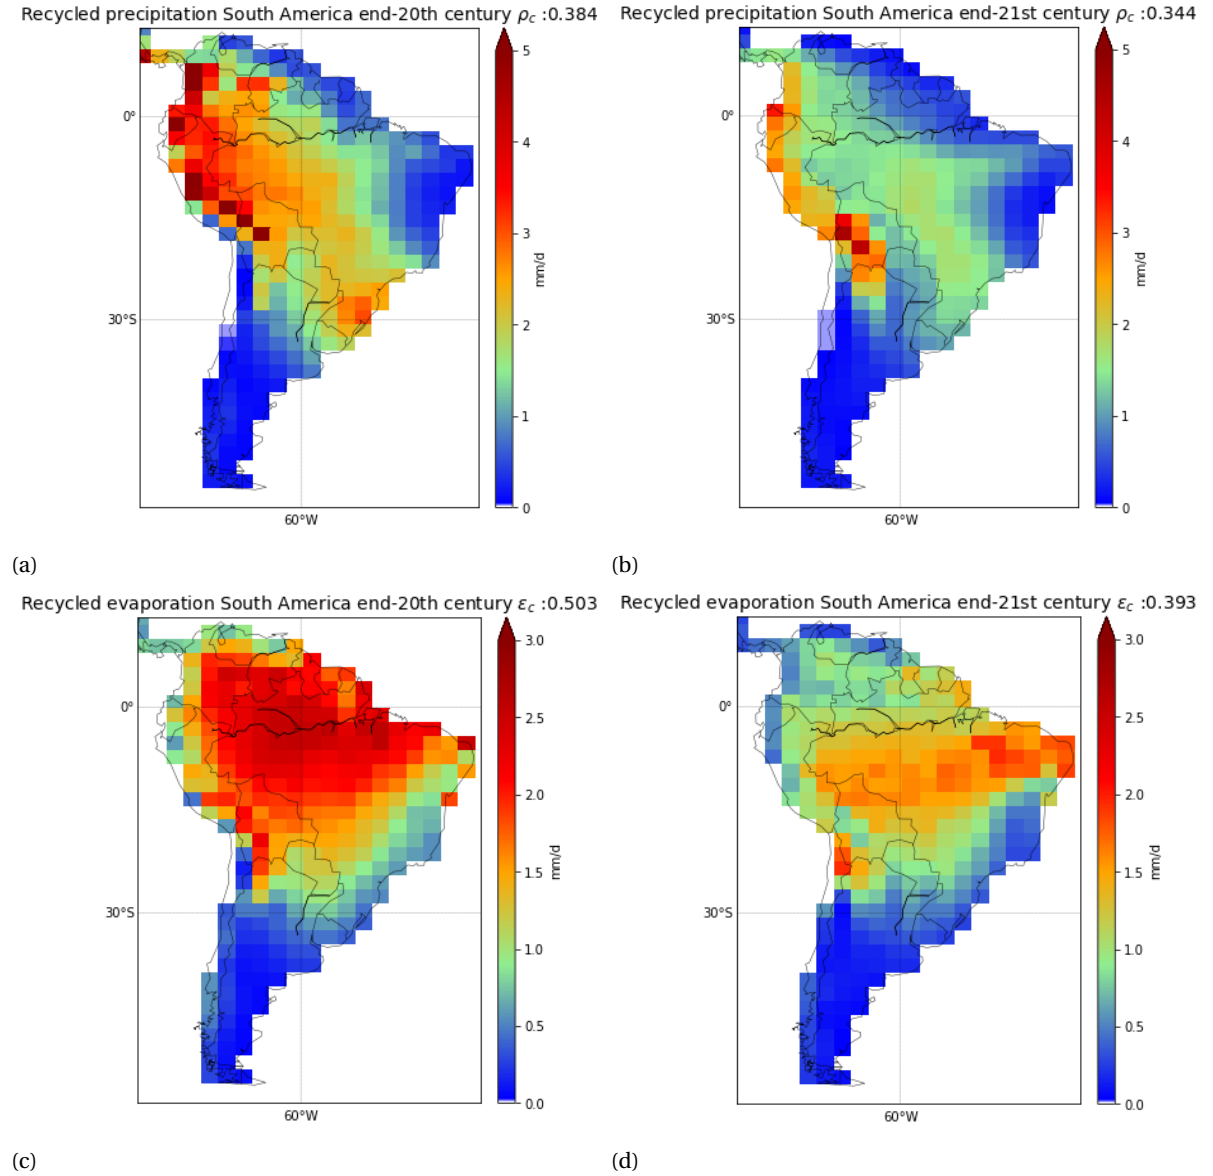 Recycled precipitation South America end-20th century ρc :0.384
5
4
3
2
1
0
mm/d
0°
30°S
60°W
(a)
Recycled precipitation South America end-21st century ρc :0.344
5
4
3
2
1
0
mm/d
0°
30°S
60°W
(b)
Recycled evaporation South America end-20th century εc :0.503
3.0
2.5
2.0
1.5
1.0
0.5
0.0
mm/d
0°
30°S
60°W
(c)
Recycled evaporation South America end-21st century εc :0.393
3.0
2.5
2.0
1.5
1.0
0.5
0.0
mm/d
0°
30°S
60°W
(d)